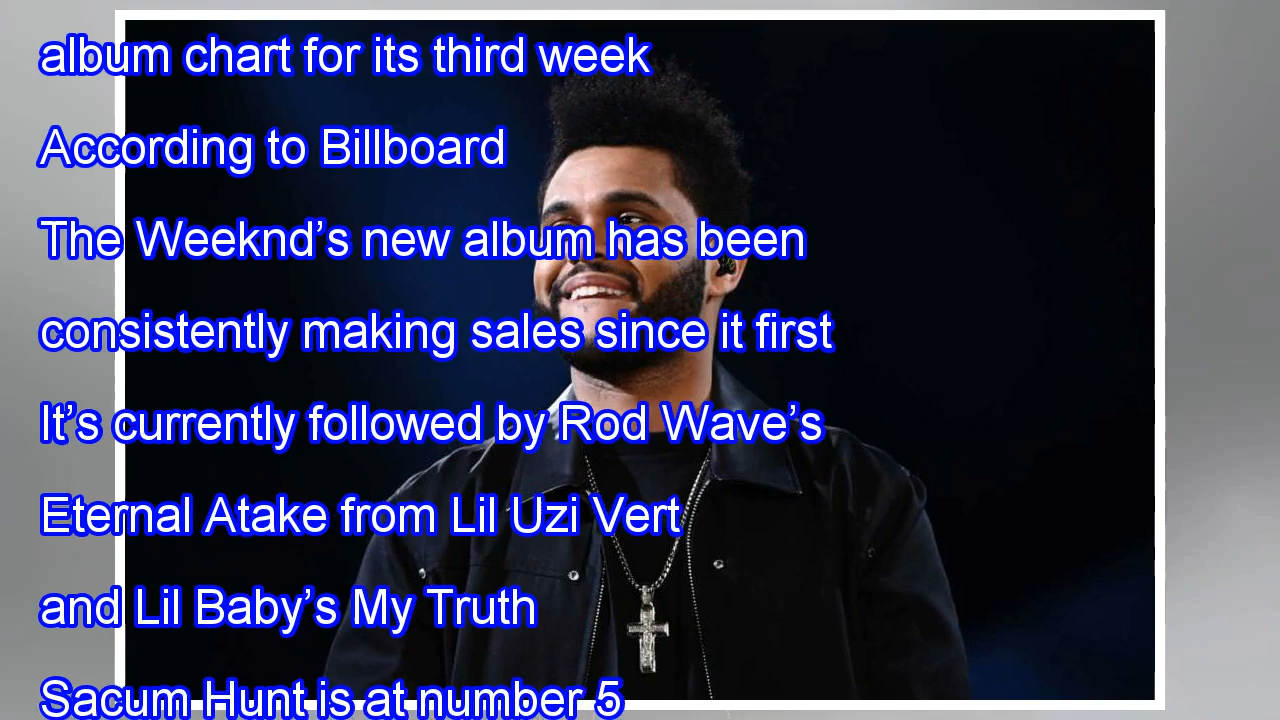 album chart for its third week
According to Billboard
The Weeknd’s new album has been
consistently making sales since it first
It’s currently followed by Rod Wave’s
Eternal Atake from Lil Uzi Vert
and Lil Baby’s My Truth
Sacum Hunt is at number 5